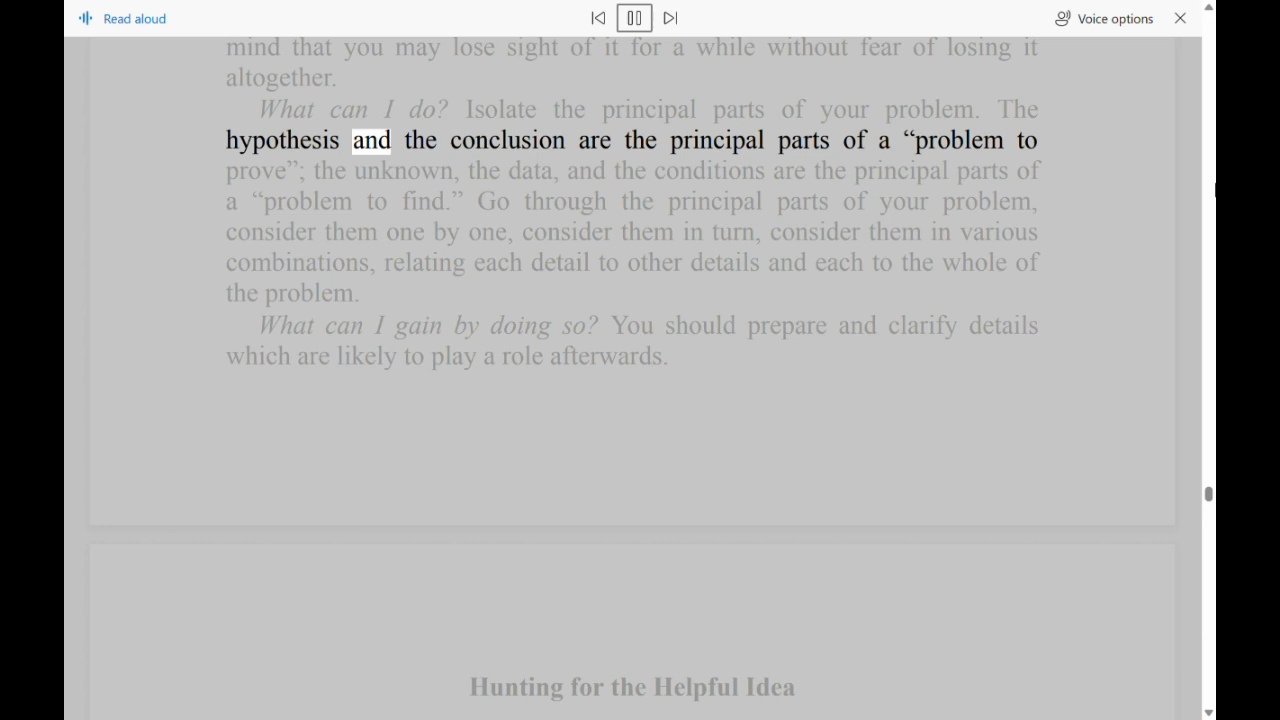 Read aloud
Voice options
mind that you may lose sight of it for a while without fear of losing it
altogether.
What can I do? Isolate the principal parts of your problem. The
hypothesis and the conclusion are the principal parts of a “problem to
prove”; the unknown, the data, and the conditions are the principal parts of
a “problem to find.” Go through the principal parts of your problem,
consider them one by one, consider them in turn, consider them in various
combinations, relating each detail to other details and each to the whole of
the problem.
What can I gain by doing so? You should prepare and clarify details
which are likely to play a role afterwards.
Hunting for the Helpful Idea